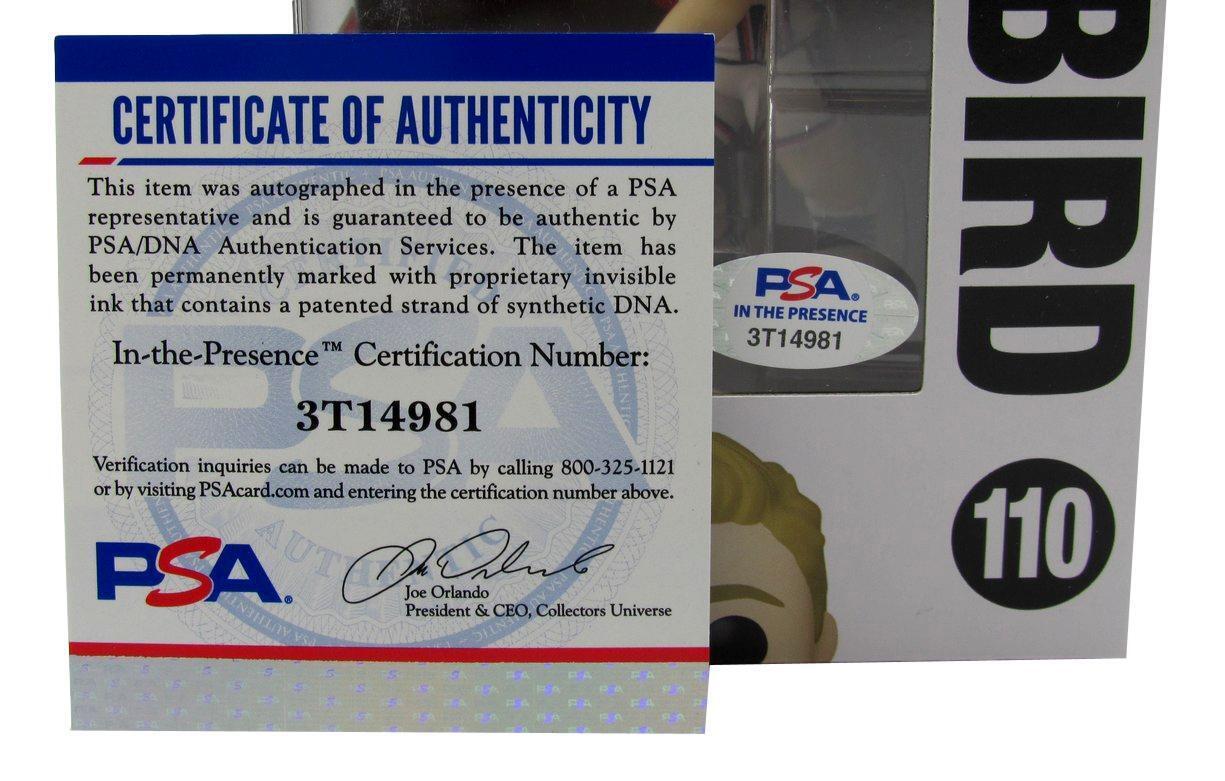 CERTIFICATE OF AUTHENTICITY
This item was autographed in the presence of a PSA
representative and is guaranteed to be authentic by
PSA/DNA Authentication Services. The item has
been permanently marked with proprietary invisible
ink that contains a patented strand of synthetic DNA.
In-the-Presence™ Certification Number:
3T14981
Verification inquiries can be made to PSA by calling 800-325-1121
or by visiting PSAcard.com and entering the certification number above.
PSA®
Joe Orlando
President & CEO, Collectors Universe
PSA
AUTHENTIC
PSA®
IN THE PRESENCE
3T14981
BIRD
110